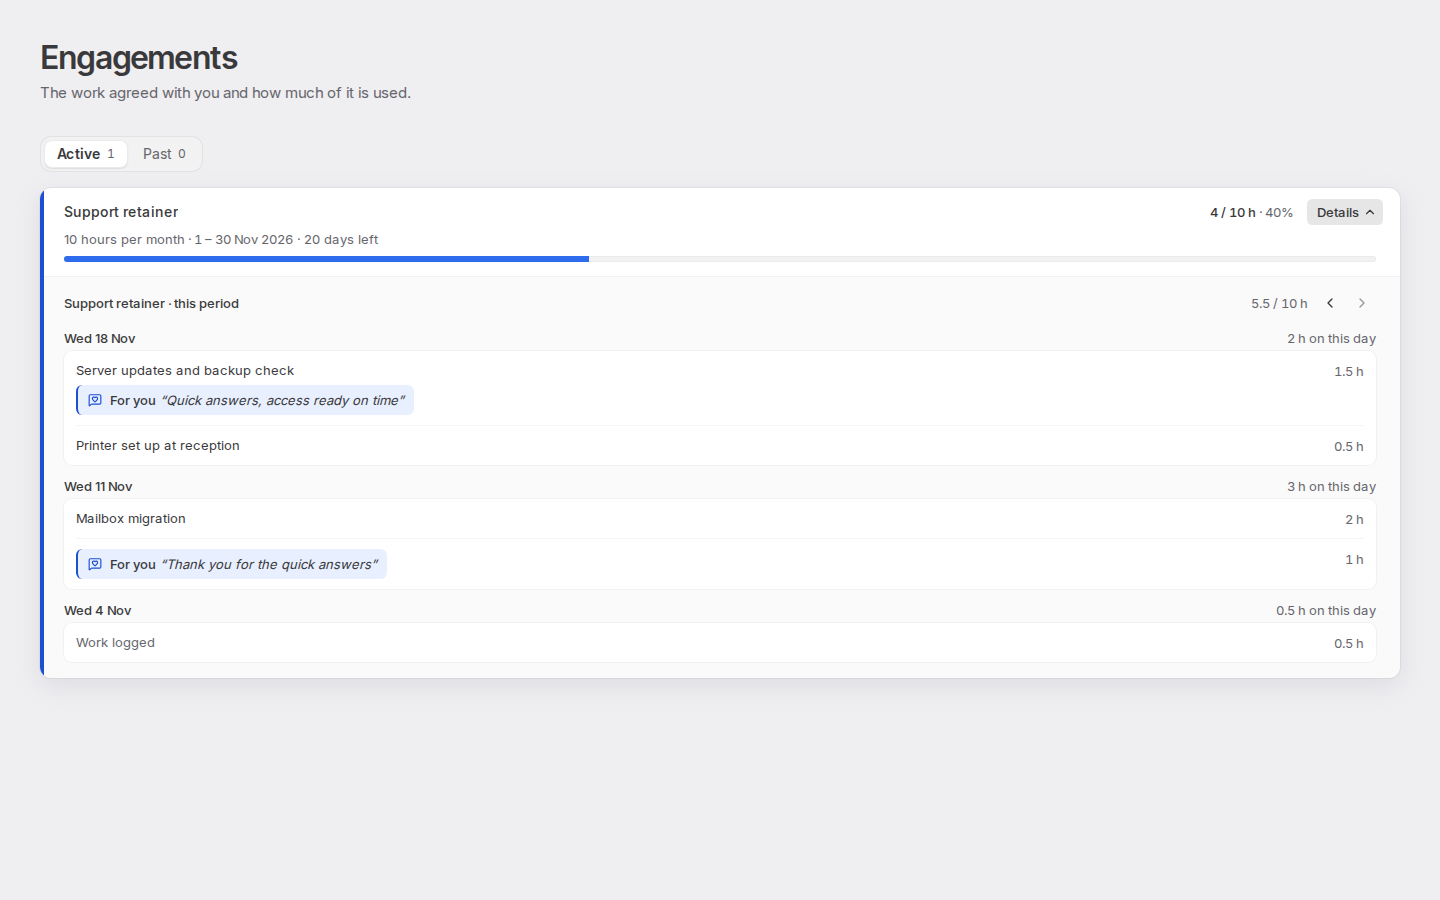 Engagements
The work agreed with you and how much of it is used.
Active 1 Past 0
Support retainer 4 / 10 h · 40% Details
10 hours per month · 1 – 30 Nov 2026 · 20 days left
Support retainer · this period 5.5 / 10 h
Wed 18 Nov 2 h on this day
Server updates and backup check 1.5 h
For you “Quick answers, access ready on time”
Printer set up at reception 0.5 h
Wed 11 Nov 3 h on this day
Mailbox migration 2 h
For you “Thank you for the quick answers” 1 h
Wed 4 Nov 0.5 h on this day
Work logged 0.5 h